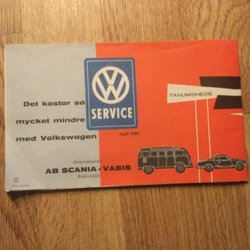 TANUMSHEDE
Det kostar så
mycket mindre
med Volkswagen
VW
SERVICE
April 1960
Generalagent
AB SCANIA-VABIS
Södertälje